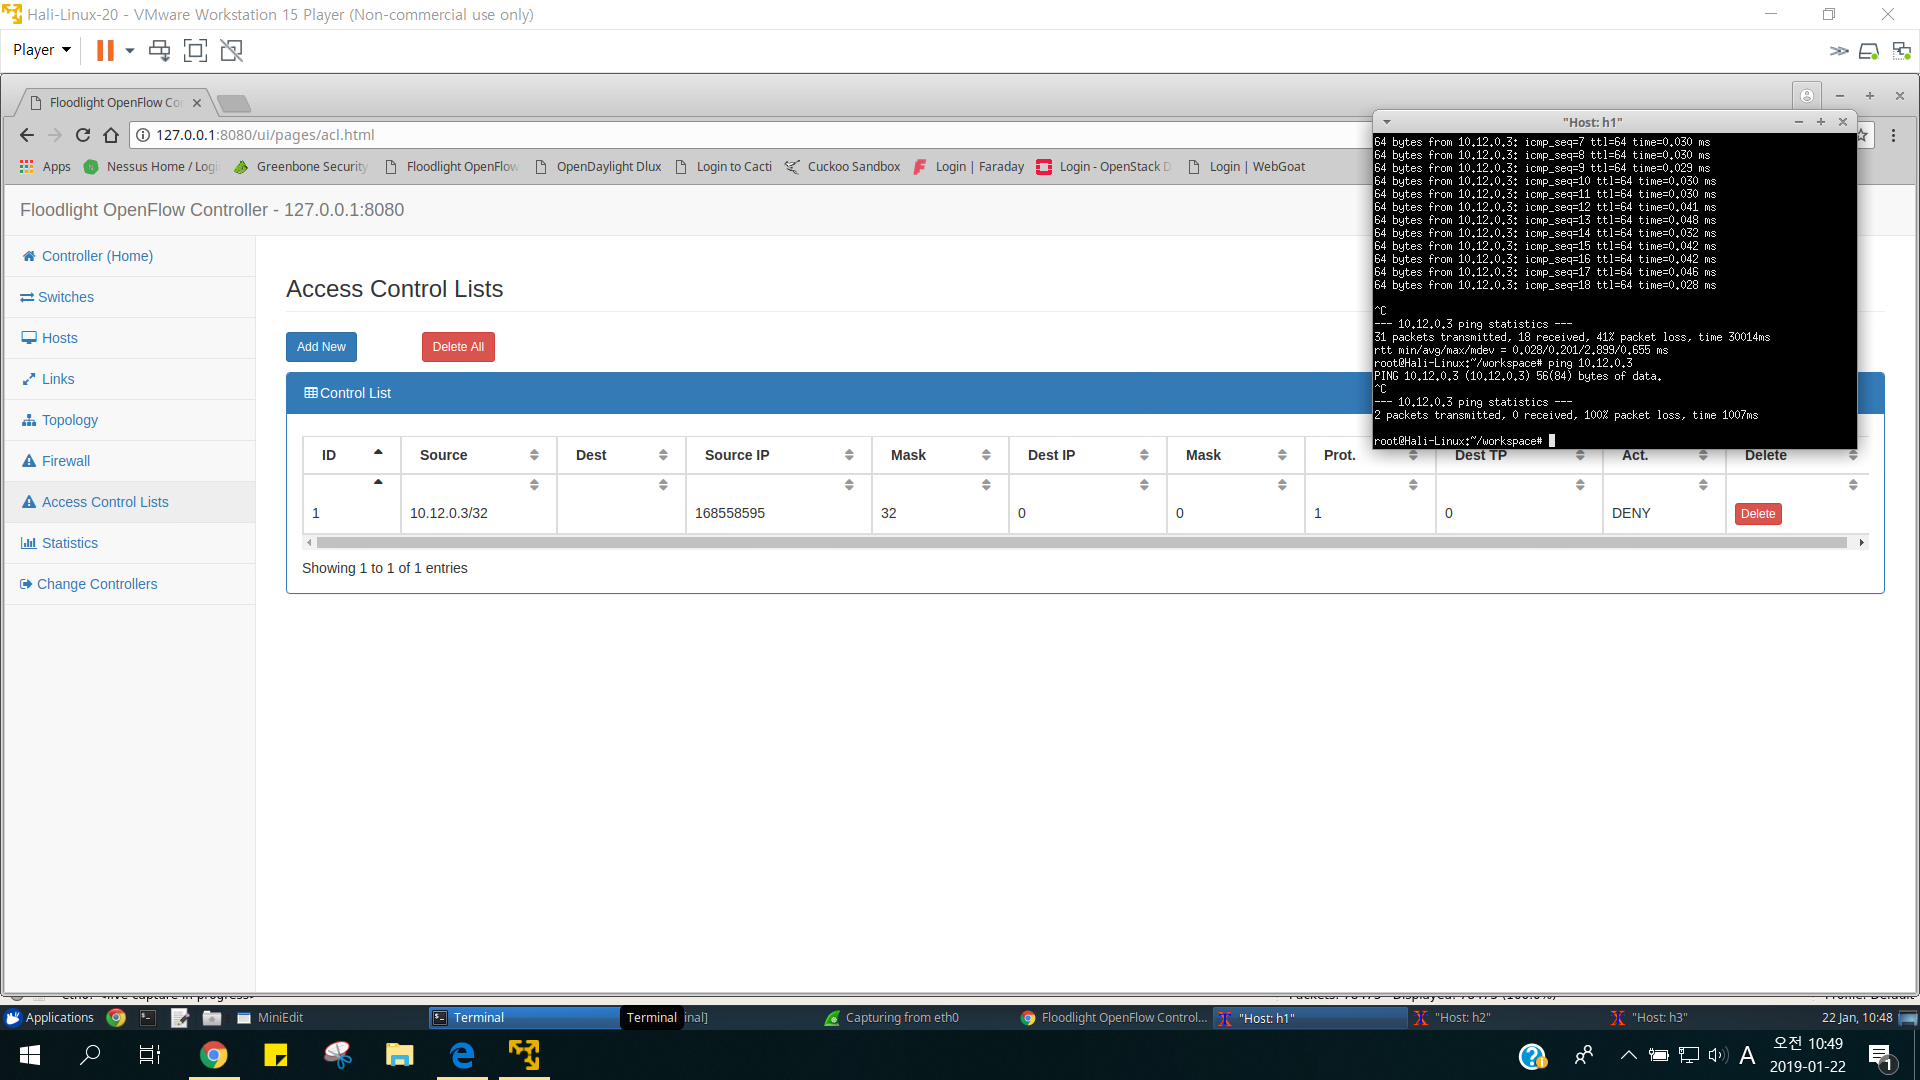 Hali-Linux-20 - VMware Workstation 15 Player (Non-commercial use only)
Player
Floodlight OpenFlow Co
127.0.0.1:8080/ui/pages/acl.html
Apps
Nessus Home / Logi
Greenbone Security
Floodlight OpenFlow
OpenDaylight Dlux
Login to Cacti
Cuckoo Sandbox
Login | Faraday
Login - OpenStack D
Login | WebGoat
Floodlight OpenFlow Controller - 127.0.0.1:8080
Controller (Home)
Switches
Hosts
Links
Topology
Firewall
Access Control Lists
Statistics
Change Controllers
Access Control Lists
Add New
Delete All
Control List
ID Source Dest Source IP Mask Dest IP Mask Prot. Dest TP Act. Delete
1 10.12.0.3/32 168558595 32 0 0 1 0 DENY Delete
Showing 1 to 1 of 1 entries
"Host: h1"
64 bytes from 10.12.0.3: icmp_seq=7 ttl=64 time=0.030 ms
64 bytes from 10.12.0.3: icmp_seq=8 ttl=64 time=0.030 ms
64 bytes from 10.12.0.3: icmp_seq=9 ttl=64 time=0.029 ms
64 bytes from 10.12.0.3: icmp_seq=10 ttl=64 time=0.030 ms
64 bytes from 10.12.0.3: icmp_seq=11 ttl=64 time=0.030 ms
64 bytes from 10.12.0.3: icmp_seq=12 ttl=64 time=0.041 ms
64 bytes from 10.12.0.3: icmp_seq=13 ttl=64 time=0.048 ms
64 bytes from 10.12.0.3: icmp_seq=14 ttl=64 time=0.032 ms
64 bytes from 10.12.0.3: icmp_seq=15 ttl=64 time=0.042 ms
64 bytes from 10.12.0.3: icmp_seq=16 ttl=64 time=0.042 ms
64 bytes from 10.12.0.3: icmp_seq=17 ttl=64 time=0.046 ms
64 bytes from 10.12.0.3: icmp_seq=18 ttl=64 time=0.028 ms
^C
--- 10.12.0.3 ping statistics ---
31 packets transmitted, 18 received, 41% packet loss, time 30014ms
rtt min/avg/max/mdev = 0.028/0.201/2.899/0.655 ms
root@Hali-Linux:~/workspace# ping 10.12.0.3
PING 10.12.0.3 (10.12.0.3) 56(84) bytes of data.
^C
--- 10.12.0.3 ping statistics ---
2 packets transmitted, 0 received, 100% packet loss, time 1007ms
root@Hali-Linux:~/workspace#
Applications
MiniEdit
Terminal
Terminal
inal]
Capturing from eth0
Floodlight OpenFlow Control...
"Host: h1"
"Host: h2"
"Host: h3"
22 Jan, 10:48
A
오전 10:49
2019-01-22
1